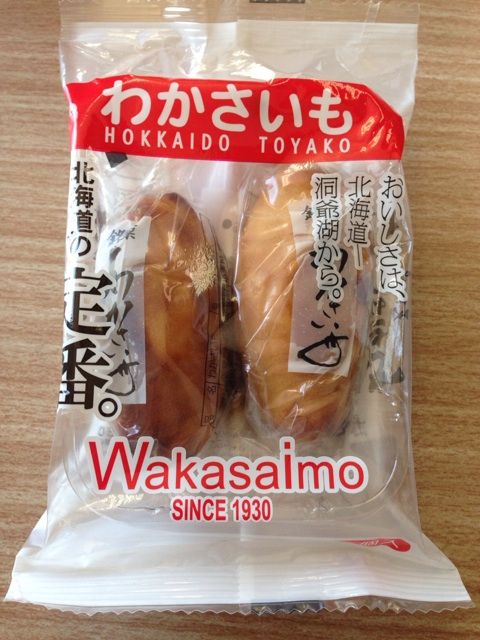 わかさいも
HOKKAIDO TOYAKO
おいしさは、
北海道ー
洞爺湖から。
北海道の
定番。
Wakasaimo
SINCE 1930